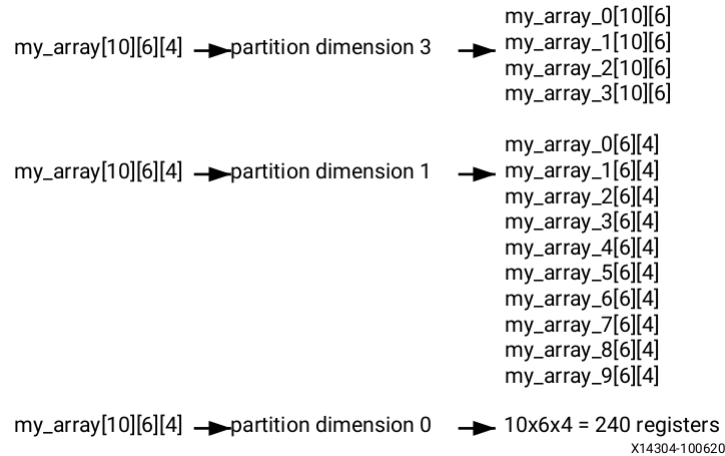 my_array[10][6][4] partition dimension 3
my_array_0[10][6]
my_array_1[10][6]
my_array_2[10][6]
my_array_3[10][6]
my_array[10][6][4] partition dimension 1
my_array_0[6][4]
my_array_1[6][4]
my_array_2[6][4]
my_array_3[6][4]
my_array_4[6][4]
my_array_5[6][4]
my_array_6[6][4]
my_array_7[6][4]
my_array_8[6][4]
my_array_9[6][4]
my_array[10][6][4] partition dimension 0 10x6x4 = 240 registers
X14304-100620